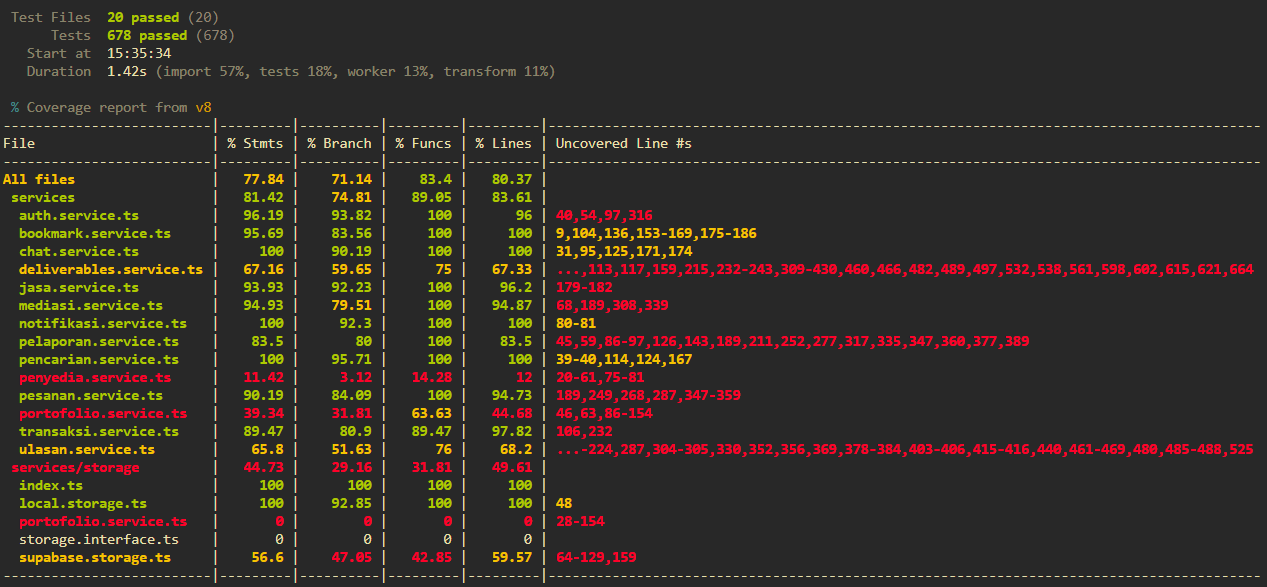 Test Files  20 passed (20)
Tests  678 passed (678)
Start at  15:35:34
Duration  1.42s (import 57%, tests 18%, worker 13%, transform 11%)
% Coverage report from v8
--------------------------|---------|----------|---------|---------|----------------------------------------------------------------------------------------
File | % Stmts | % Branch | % Funcs | % Lines | Uncovered Line #s
--------------------------|---------|----------|---------|---------|----------------------------------------------------------------------------------------
All files | 77.84 | 71.14 | 83.4 | 80.37 |
services | 81.42 | 74.81 | 89.05 | 83.61 |
auth.service.ts | 96.19 | 93.82 | 100 | 96 | 40,54,97,316
bookmark.service.ts | 95.69 | 83.56 | 100 | 100 | 9,104,136,153-169,175-186
chat.service.ts | 100 | 90.19 | 100 | 100 | 31,95,125,171,174
deliverables.service.ts | 67.16 | 59.65 | 75 | 67.33 | ...,113,117,159,215,232-243,309-430,460,466,482,489,497,532,538,561,598,602,615,621,664
jasa.service.ts | 93.93 | 92.23 | 100 | 96.2 | 179-182
mediasi.service.ts | 94.93 | 79.51 | 100 | 94.87 | 68,189,308,339
notifikasi.service.ts | 100 | 92.3 | 100 | 100 | 80-81
pelaporan.service.ts | 83.5 | 80 | 100 | 83.5 | 45,59,86-97,126,143,189,211,252,277,317,335,347,360,377,389
pencarian.service.ts | 100 | 95.71 | 100 | 100 | 39-40,114,124,167
penyedia.service.ts | 11.42 | 3.12 | 14.28 | 12 | 20-61,75-81
pesanan.service.ts | 90.19 | 84.09 | 100 | 94.73 | 189,249,268,287,347-359
portofolio.service.ts | 39.34 | 31.81 | 63.63 | 44.68 | 46,63,86-154
transaksi.service.ts | 89.47 | 80.9 | 89.47 | 97.82 | 106,232
ulasan.service.ts | 65.8 | 51.63 | 76 | 68.2 | ...-224,287,304-305,330,352,356,369,378-384,403-406,415-416,440,461-469,480,485-488,525
services/storage | 44.73 | 29.16 | 31.81 | 49.61 |
index.ts | 100 | 100 | 100 | 100 |
local.storage.ts | 100 | 92.85 | 100 | 100 | 48
portofolio.service.ts | 0 | 0 | 0 | 0 | 28-154
storage.interface.ts | 0 | 0 | 0 | 0 |
supabase.storage.ts | 56.6 | 47.05 | 42.85 | 59.57 | 64-129,159
--------------------------|---------|----------|---------|---------|----------------------------------------------------------------------------------------